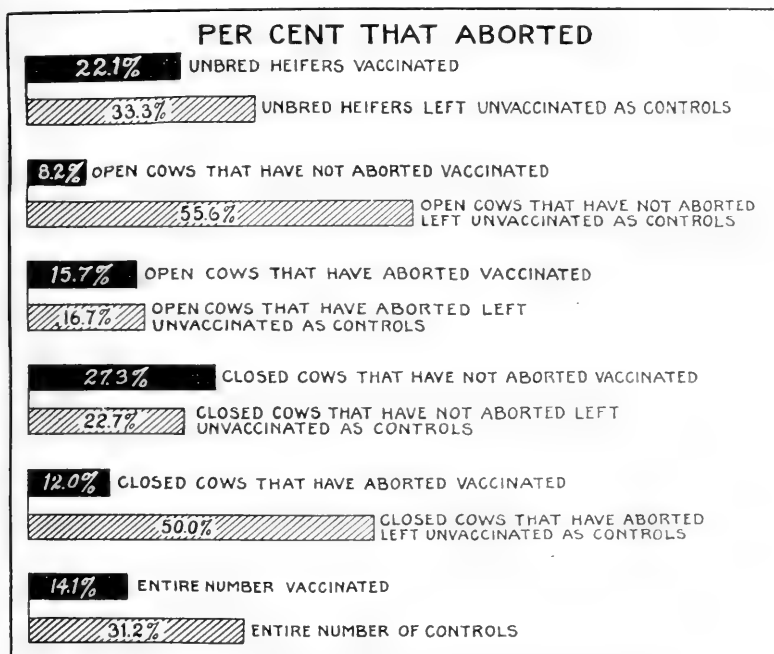 PER CENT THAT ABORTED
22.1% UNBRED HEIFERS VACCINATED
33.3% UNBRED HEIFERS LEFT UNVACCINATED AS CONTROLS
8.2% OPEN COWS THAT HAVE NOT ABORTED VACCINATED
55.6% OPEN COWS THAT HAVE NOT ABORTED
LEFT UNVACCINATED AS CONTROLS
15.7% OPEN COWS THAT HAVE ABORTED VACCINATED
16.7% OPEN COWS THAT HAVE ABORTED LEFT
UNVACCINATED AS CONTROLS
27.3% CLOSED COWS THAT HAVE NOT ABORTED VACCINATED
22.7% CLOSED COWS THAT HAVE NOT ABORTED LEFT
UNVACCINATED AS CONTROLS
12.0% CLOSED COWS THAT HAVE ABORTED VACCINATED
50.0% CLOSED COWS THAT HAVE ABORTED
LEFT UNVACCINATED AS CONTROLS
14.1% ENTIRE NUMBER VACCINATED
31.2% ENTIRE NUMBER OF CONTROLS